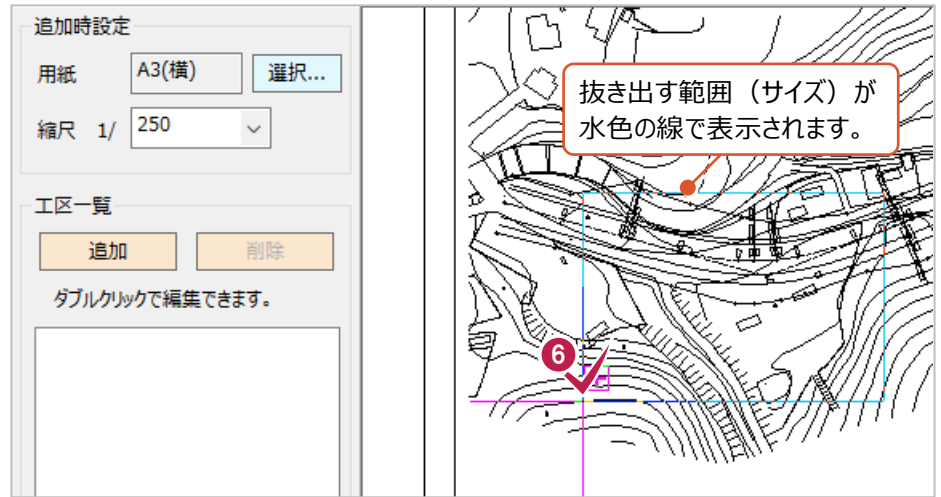 追加時設定
用紙 A3(横) 選択...
縮尺 1/ 250
抜き出す範囲（サイズ）が
水色の線で表示されます。
工区一覧
追加 削除
ダブルクリックで編集できます。
6